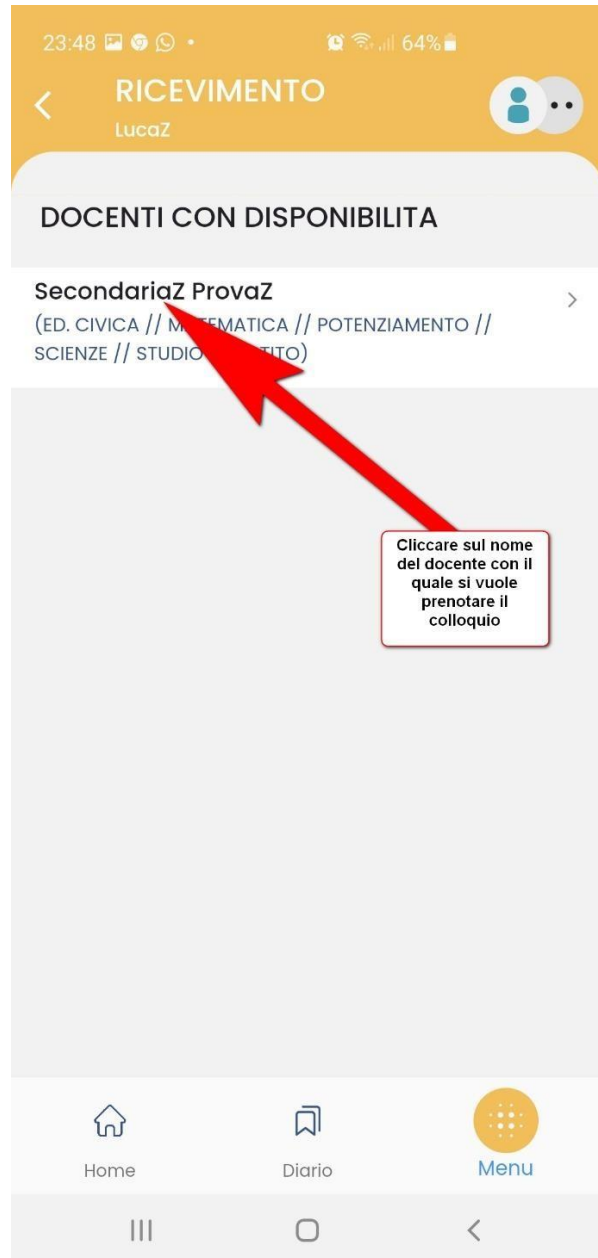 23:48
64%
RICEVIMENTO
LucaZ
DOCENTI CON DISPONIBILITA
SecondariaZ ProvaZ
(ED. CIVICA // MATEMATICA // POTENZIAMENTO //
SCIENZE // STUDIO
Cliccare sul nome
del docente con il
quale si vuole
prenotare il
colloquio
Home
Diario
Menu